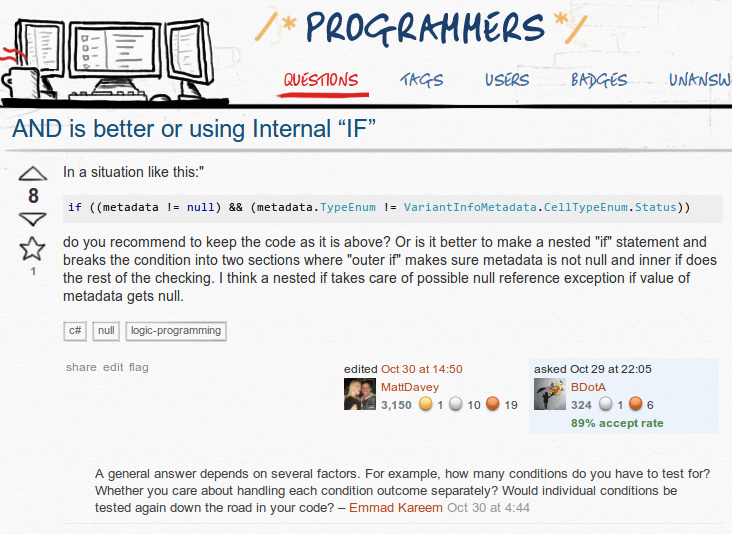 /* PROGRAMMERS */
QUESTIONS TAGS USERS BADGES UNANSW
AND is better or using Internal “IF”
In a situation like this:"
8
if ((metadata != null) && (metadata.TypeEnum != VariantInfoMetadata.CellTypeEnum.Status))
1
do you recommend to keep the code as it is above? Or is it better to make a nested "if" statement and
breaks the condition into two sections where "outer if" makes sure metadata is not null and inner if does
the rest of the checking. I think a nested if takes care of possible null reference exception if value of
metadata gets null.
c# null logic-programming
share edit flag
edited Oct 30 at 14:50
MattDavey
3,150 1 10 19
asked Oct 29 at 22:05
BDotA
324 1 6
89% accept rate
A general answer depends on several factors. For example, how many conditions do you have to test for?
Whether you care about handling each condition outcome separately? Would individual conditions be
tested again down the road in your code? – Emmad Kareem Oct 30 at 4:44